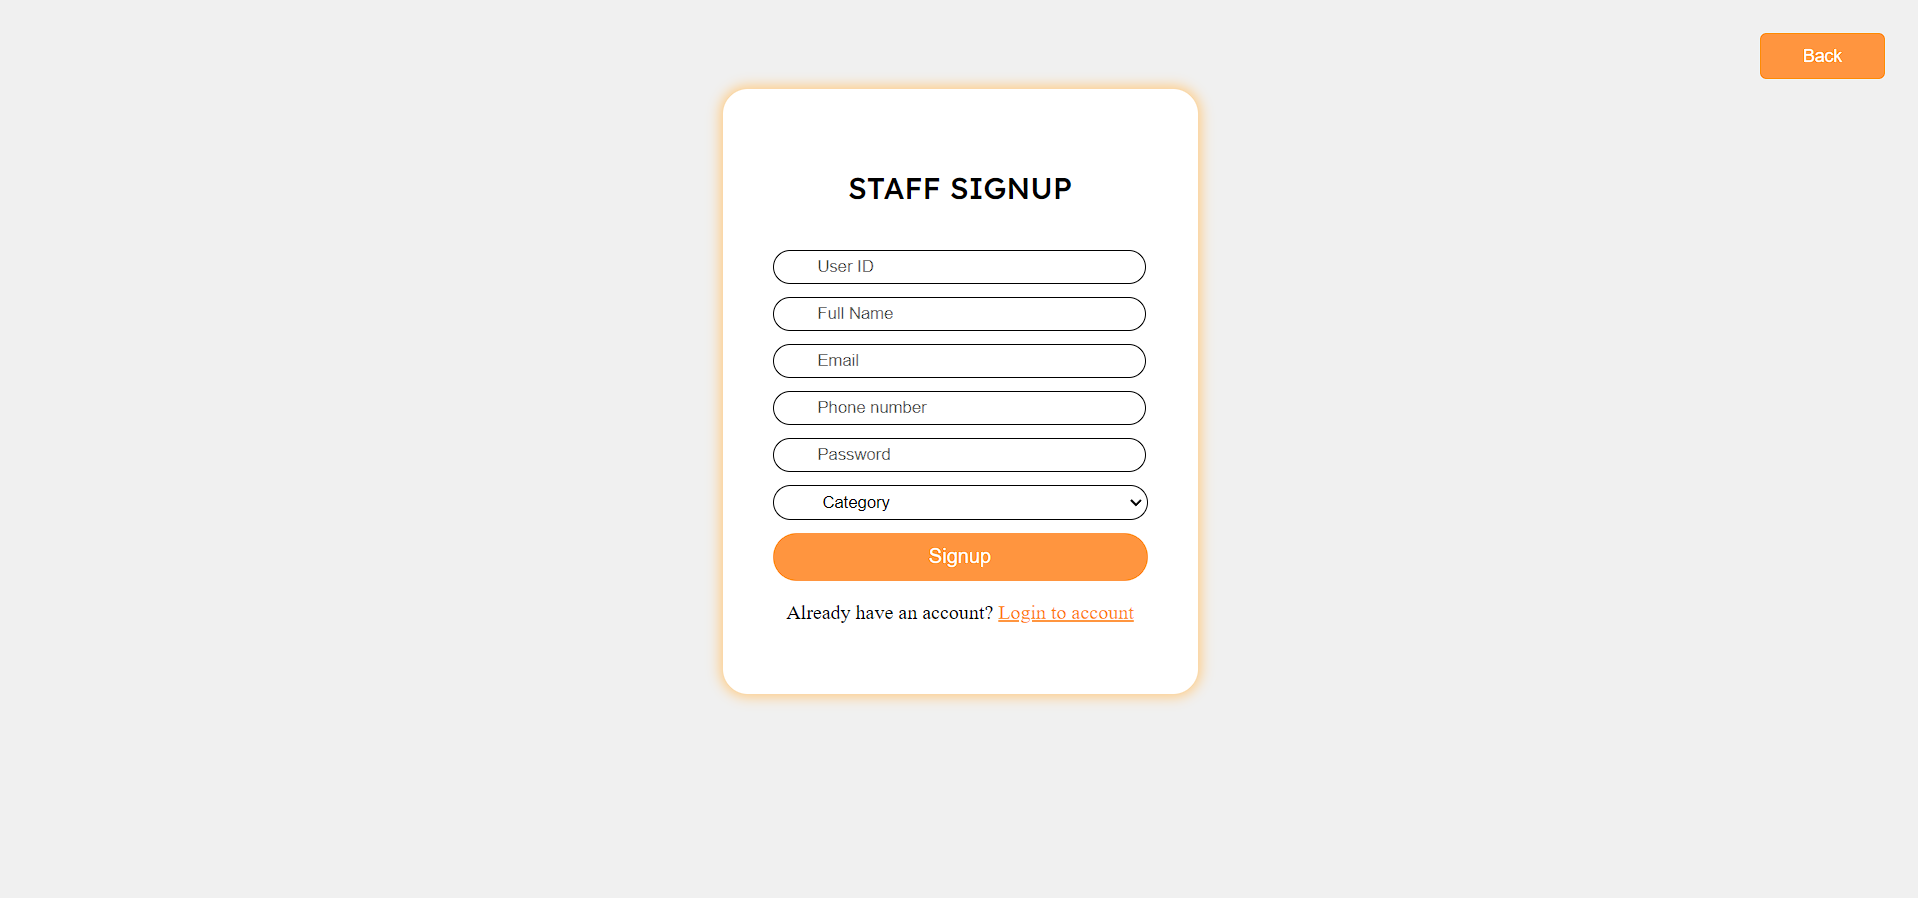 Back
STAFF SIGNUP
User ID
Full Name
Email
Phone number
Password
Category
Signup
Already have an account? Login to account